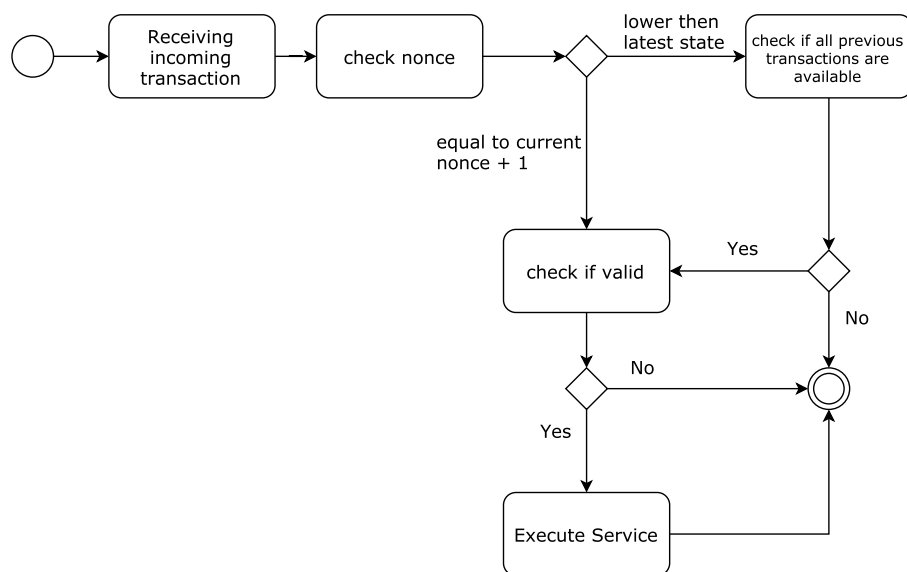 Receiving
incoming
transaction
check nonce
lower then
latest state
check if all previous
transactions are
available
equal to current
nonce + 1
check if valid
Yes
No
No
Yes
Execute Service